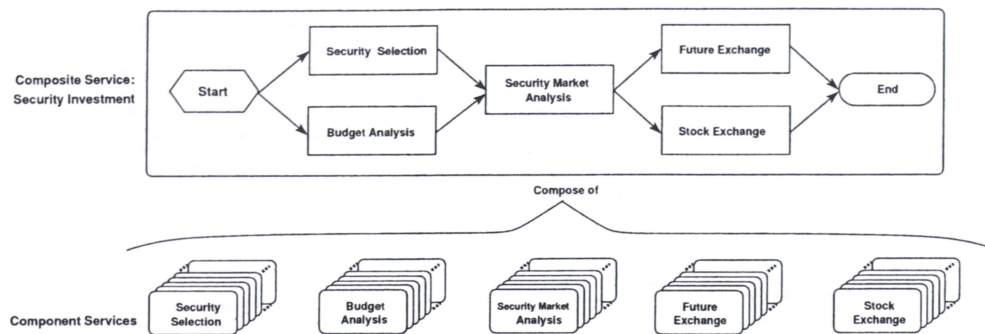 Composite Service:
Security Investment
Start
Security Selection
Budget Analysis
Security Market
Analysis
Future Exchange
Stock Exchange
End
Compose of
Component Services
Security
Selection
Budget
Analysis
Security Market
Analysis
Future
Exchange
Stock
Exchange